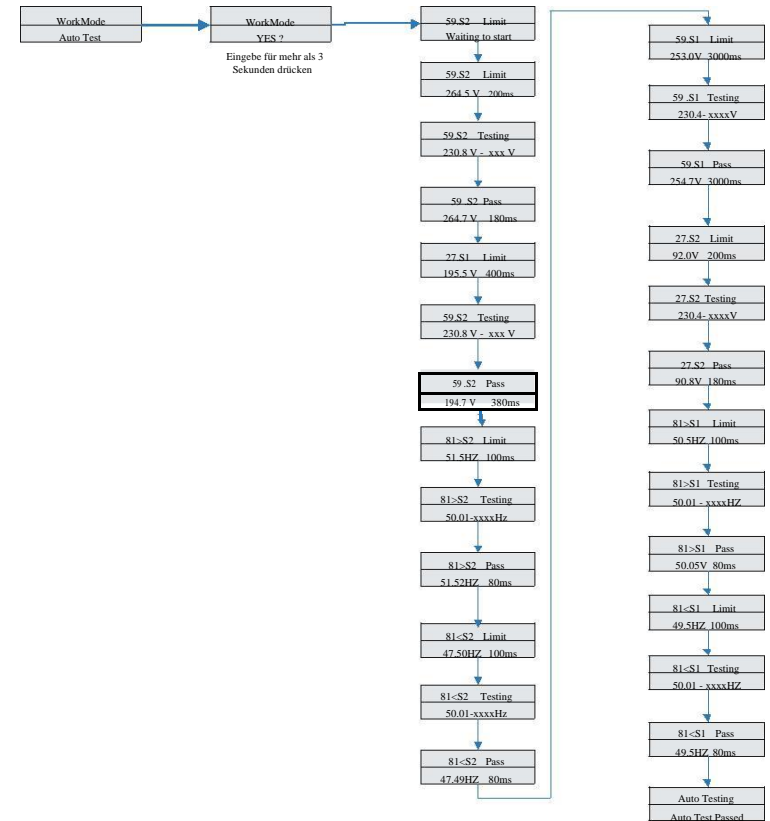 WorkMode
Auto Test
WorkMode
YES ?
Eingebe für mehr als 3
Sekunden drücken
59.S2 Limit
Waiting to start
59.S2 Limit
264.5 V 200ms
59.S2 Testing
230.8 V - xxx V
59 .S2 Pass
264.7 V 180ms
27.S1 Limit
195.5 V 400ms
59.S2 Testing
230.8 V - xxx V
59 .S2 Pass
194.7 V 380ms
81>S2 Limit
51.5HZ 100ms
81>S2 Testing
50.01-xxxxHz
81>S2 Pass
51.52HZ 80ms
81<S2 Limit
47.50HZ 100ms
81<S2 Testing
50.01-xxxxHz
81<S2 Pass
47.49HZ 80ms
59.S1 Limit
253.0V 3000ms
59 .S1 Testing
230.4- xxxxV
59.S1 Pass
254.7V 3000ms
27.S2 Limit
92.0V 200ms
27.S2 Testing
230.4- xxxxV
27.S2 Pass
90.8V 180ms
81>S1 Limit
50.5HZ 100ms
81>S1 Testing
50.01 - xxxxHZ
81>S1 Pass
50.05V 80ms
81<S1 Limit
49.5HZ 100ms
81<S1 Testing
50.01 - xxxxHZ
81<S1 Pass
49.5HZ 80ms
Auto Testing
Auto Test Passed